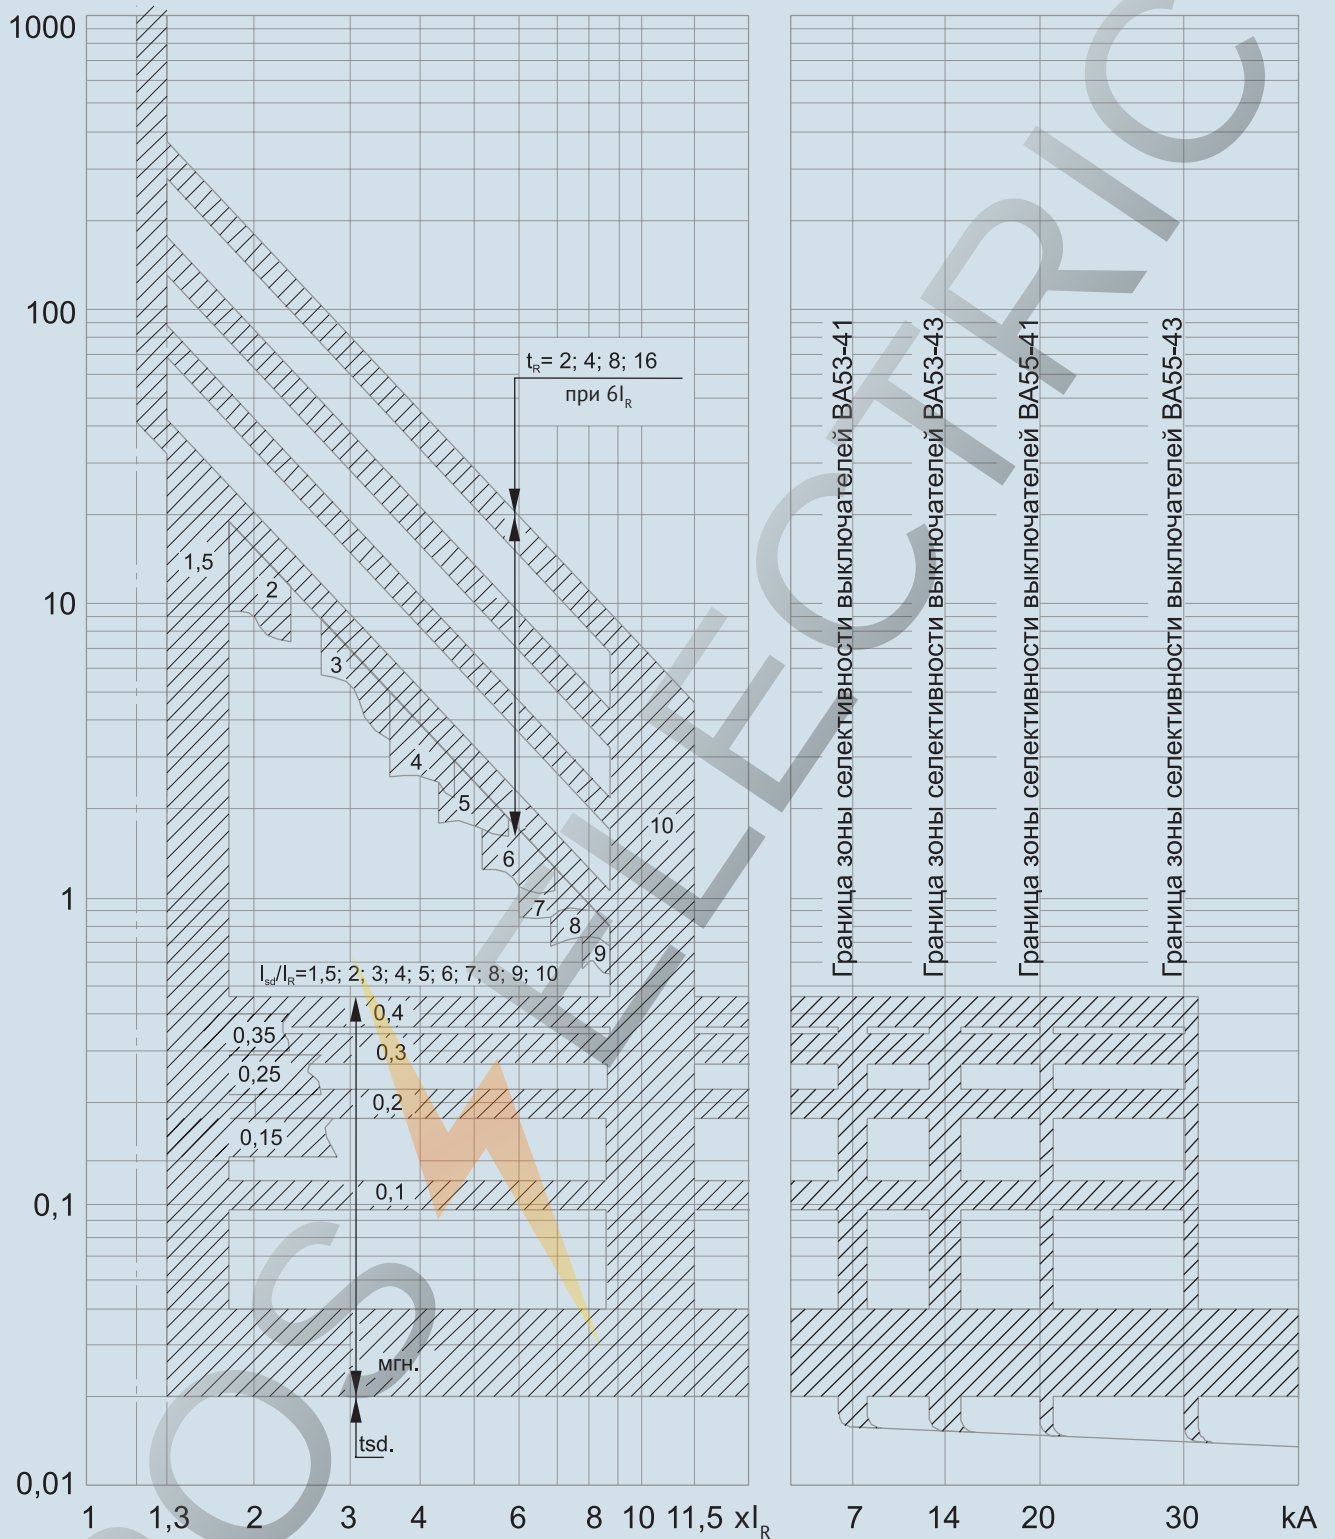 1000
100
10
1
0,1
0,01
t_R= 2; 4; 8; 16
при 6I_R
1,5
2
3
4
5
6
7
8
9
10
I_sd/I_R=1,5; 2; 3; 4; 5; 6; 7; 8; 9; 10
0,4
0,35
0,3
0,25
0,2
0,15
0,1
мгн.
tsd.
Граница зоны селективности выключателей ВА53-41
Граница зоны селективности выключателей ВА53-43
Граница зоны селективности выключателей ВА55-41
Граница зоны селективности выключателей ВА55-43
1 1,3 2 3 4 6 8 10 11,5 xI_R
7 14 20 30 kA
OS ELECTRIC